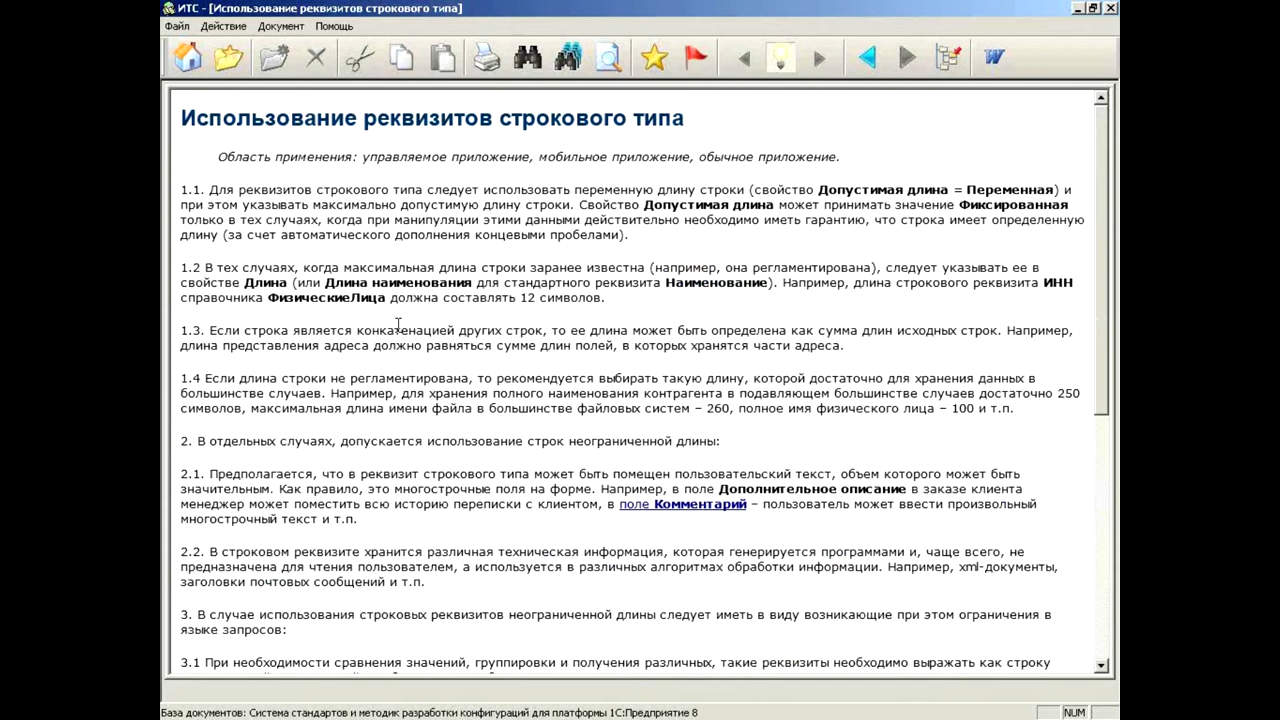 ИТС - [Использование реквизитов строкового типа]
Файл Действие Документ Помощь
Использование реквизитов строкового типа
Область применения: управляемое приложение, мобильное приложение, обычное приложение.
1.1. Для реквизитов строкового типа следует использовать переменную длину строки (свойство Допустимая длина = Переменная) и
при этом указывать максимально допустимую длину строки. Свойство Допустимая длина может принимать значение Фиксированная
только в тех случаях, когда при манипуляции этими данными действительно необходимо иметь гарантию, что строка имеет определенную
длину (за счет автоматического дополнения концевыми пробелами).
1.2 В тех случаях, когда максимальная длина строки заранее известна (например, она регламентирована), следует указывать ее в
свойстве Длина (или Длина наименования для стандартного реквизита Наименование). Например, длина строкового реквизита ИНН
справочника ФизическиеЛица должна составлять 12 символов.
1.3. Если строка является конкатенацией других строк, то ее длина может быть определена как сумма длин исходных строк. Например,
длина представления адреса должно равняться сумме длин полей, в которых хранятся части адреса.
1.4 Если длина строки не регламентирована, то рекомендуется выбирать такую длину, которой достаточно для хранения данных в
большинстве случаев. Например, для хранения полного наименования контрагента в подавляющем большинстве случаев достаточно 250
символов, максимальная длина имени файла в большинстве файловых систем – 260, полное имя физического лица – 100 и т.п.
2. В отдельных случаях, допускается использование строк неограниченной длины:
2.1. Предполагается, что в реквизит строкового типа может быть помещен пользовательский текст, объем которого может быть
значительным. Как правило, это многострочные поля на форме. Например, в поле Дополнительное описание в заказе клиента
менеджер может поместить всю историю переписки с клиентом, в поле Комментарий – пользователь может ввести произвольный
многострочный текст и т.п.
2.2. В строковом реквизите хранится различная техническая информация, которая генерируется программами и, чаще всего, не
предназначена для чтения пользователем, а используется в различных алгоритмах обработки информации. Например, xml-документы,
заголовки почтовых сообщений и т.п.
3. В случае использования строковых реквизитов неограниченной длины следует иметь в виду возникающие при этом ограничения в
языке запросов:
3.1 При необходимости сравнения значений, группировки и получения различных, такие реквизиты необходимо выражать как строку
База документов: Система стандартов и методик разработки конфигураций для платформы 1С:Предприятие 8
NUM